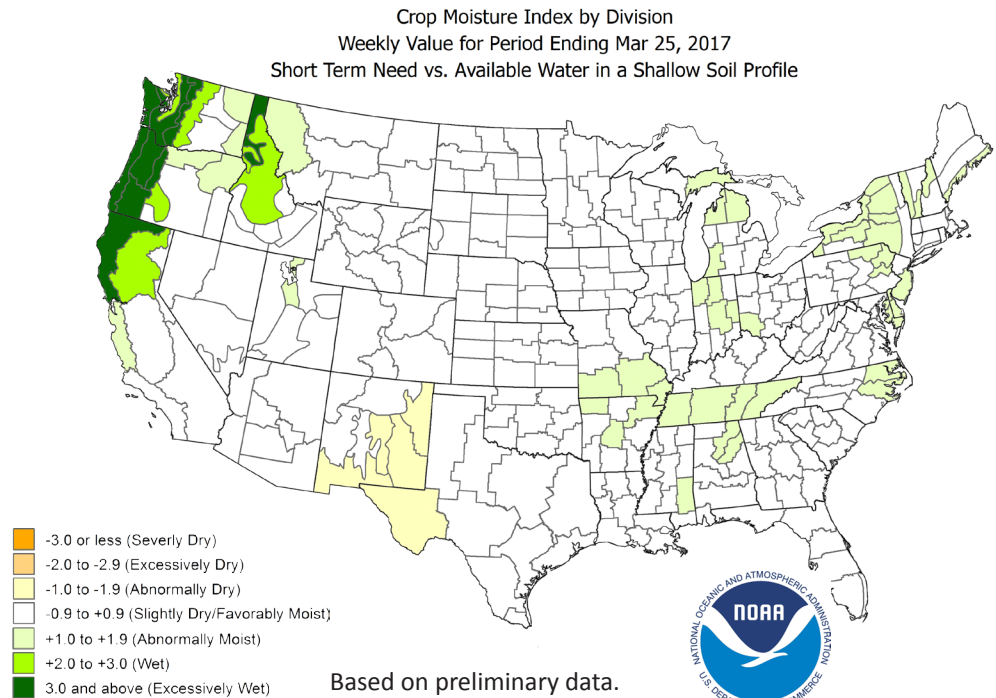 Crop Moisture Index by Division
Weekly Value for Period Ending Mar 25, 2017
Short Term Need vs. Available Water in a Shallow Soil Profile
-3.0 or less (Severly Dry)
-2.0 to -2.9 (Excessively Dry)
-1.0 to -1.9 (Abnormally Dry)
-0.9 to +0.9 (Slightly Dry/Favorably Moist)
+1.0 to +1.9 (Abnormally Moist)
+2.0 to +3.0 (Wet)
3.0 and above (Excessively Wet)
Based on preliminary data.
NATIONAL OCEANIC AND ATMOSPHERIC ADMINISTRATION
NOAA
U.S.